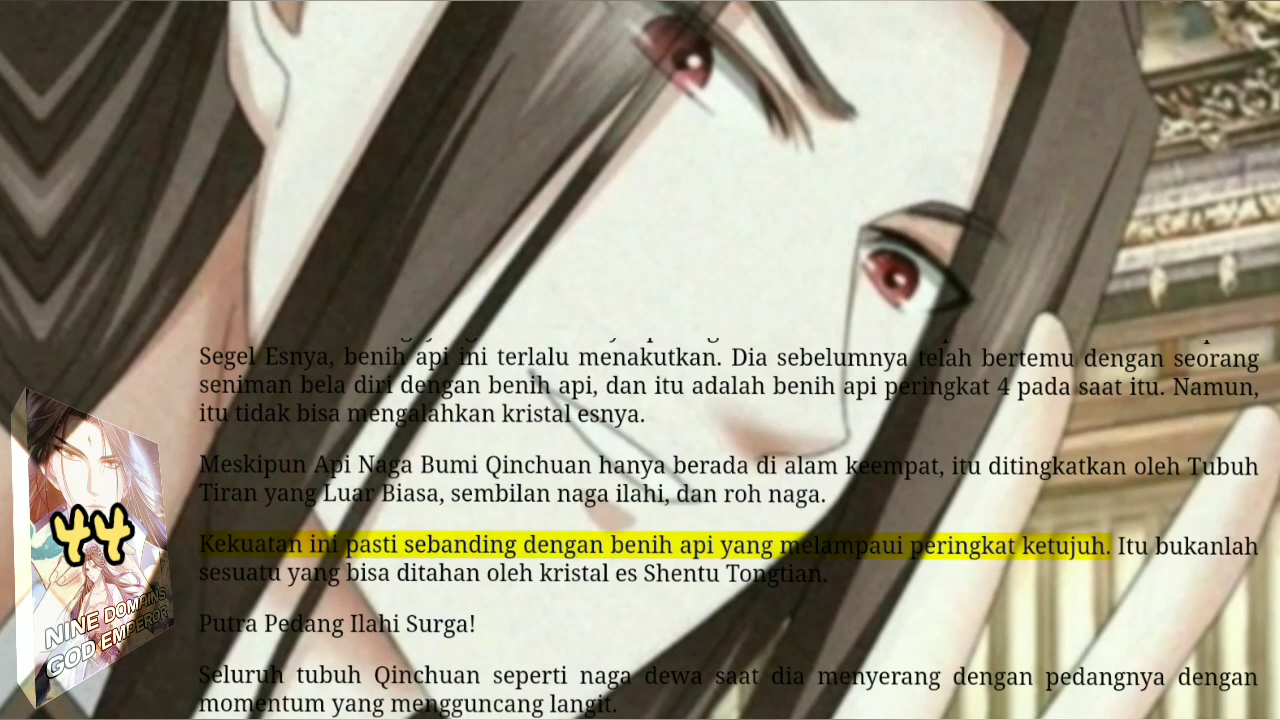 Segel Esnya, benih api ini terlalu menakutkan. Dia sebelumnya telah bertemu dengan seorang
seniman bela diri dengan benih api, dan itu adalah benih api peringkat 4 pada saat itu. Namun,
itu tidak bisa mengalahkan kristal esnya.
Meskipun Api Naga Bumi Qinchuan hanya berada di alam keempat, itu ditingkatkan oleh Tubuh
Tiran yang Luar Biasa, sembilan naga ilahi, dan roh naga.
Kekuatan ini pasti sebanding dengan benih api yang melampaui peringkat ketujuh. Itu bukanlah
sesuatu yang bisa ditahan oleh kristal es Shentu Tongtian.
Putra Pedang Ilahi Surga!
Seluruh tubuh Qinchuan seperti naga dewa saat dia menyerang dengan pedangnya dengan
momentum yang mengguncang langit.
44
NINE DOMAINS
GOD EMPEROR